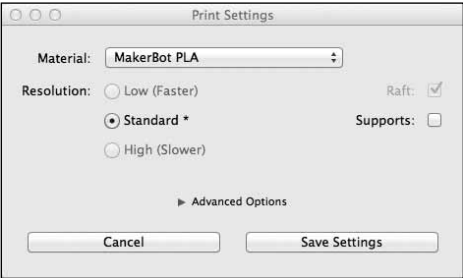 Print Settings
Material: MakerBot PLA
Resolution: Low (Faster) Raft:
Standard * Supports:
High (Slower)
Advanced Options
Cancel Save Settings